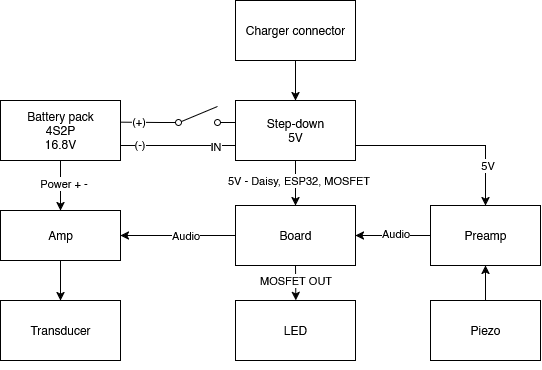 Charger connector
Battery pack
4S2P
16.8V
(+)
Step-down
5V
(-)
IN
5V
Power + -
5V - Daisy, ESP32, MOSFET
Amp
Audio
Board
Audio
Preamp
MOSFET OUT
Transducer
LED
Piezo